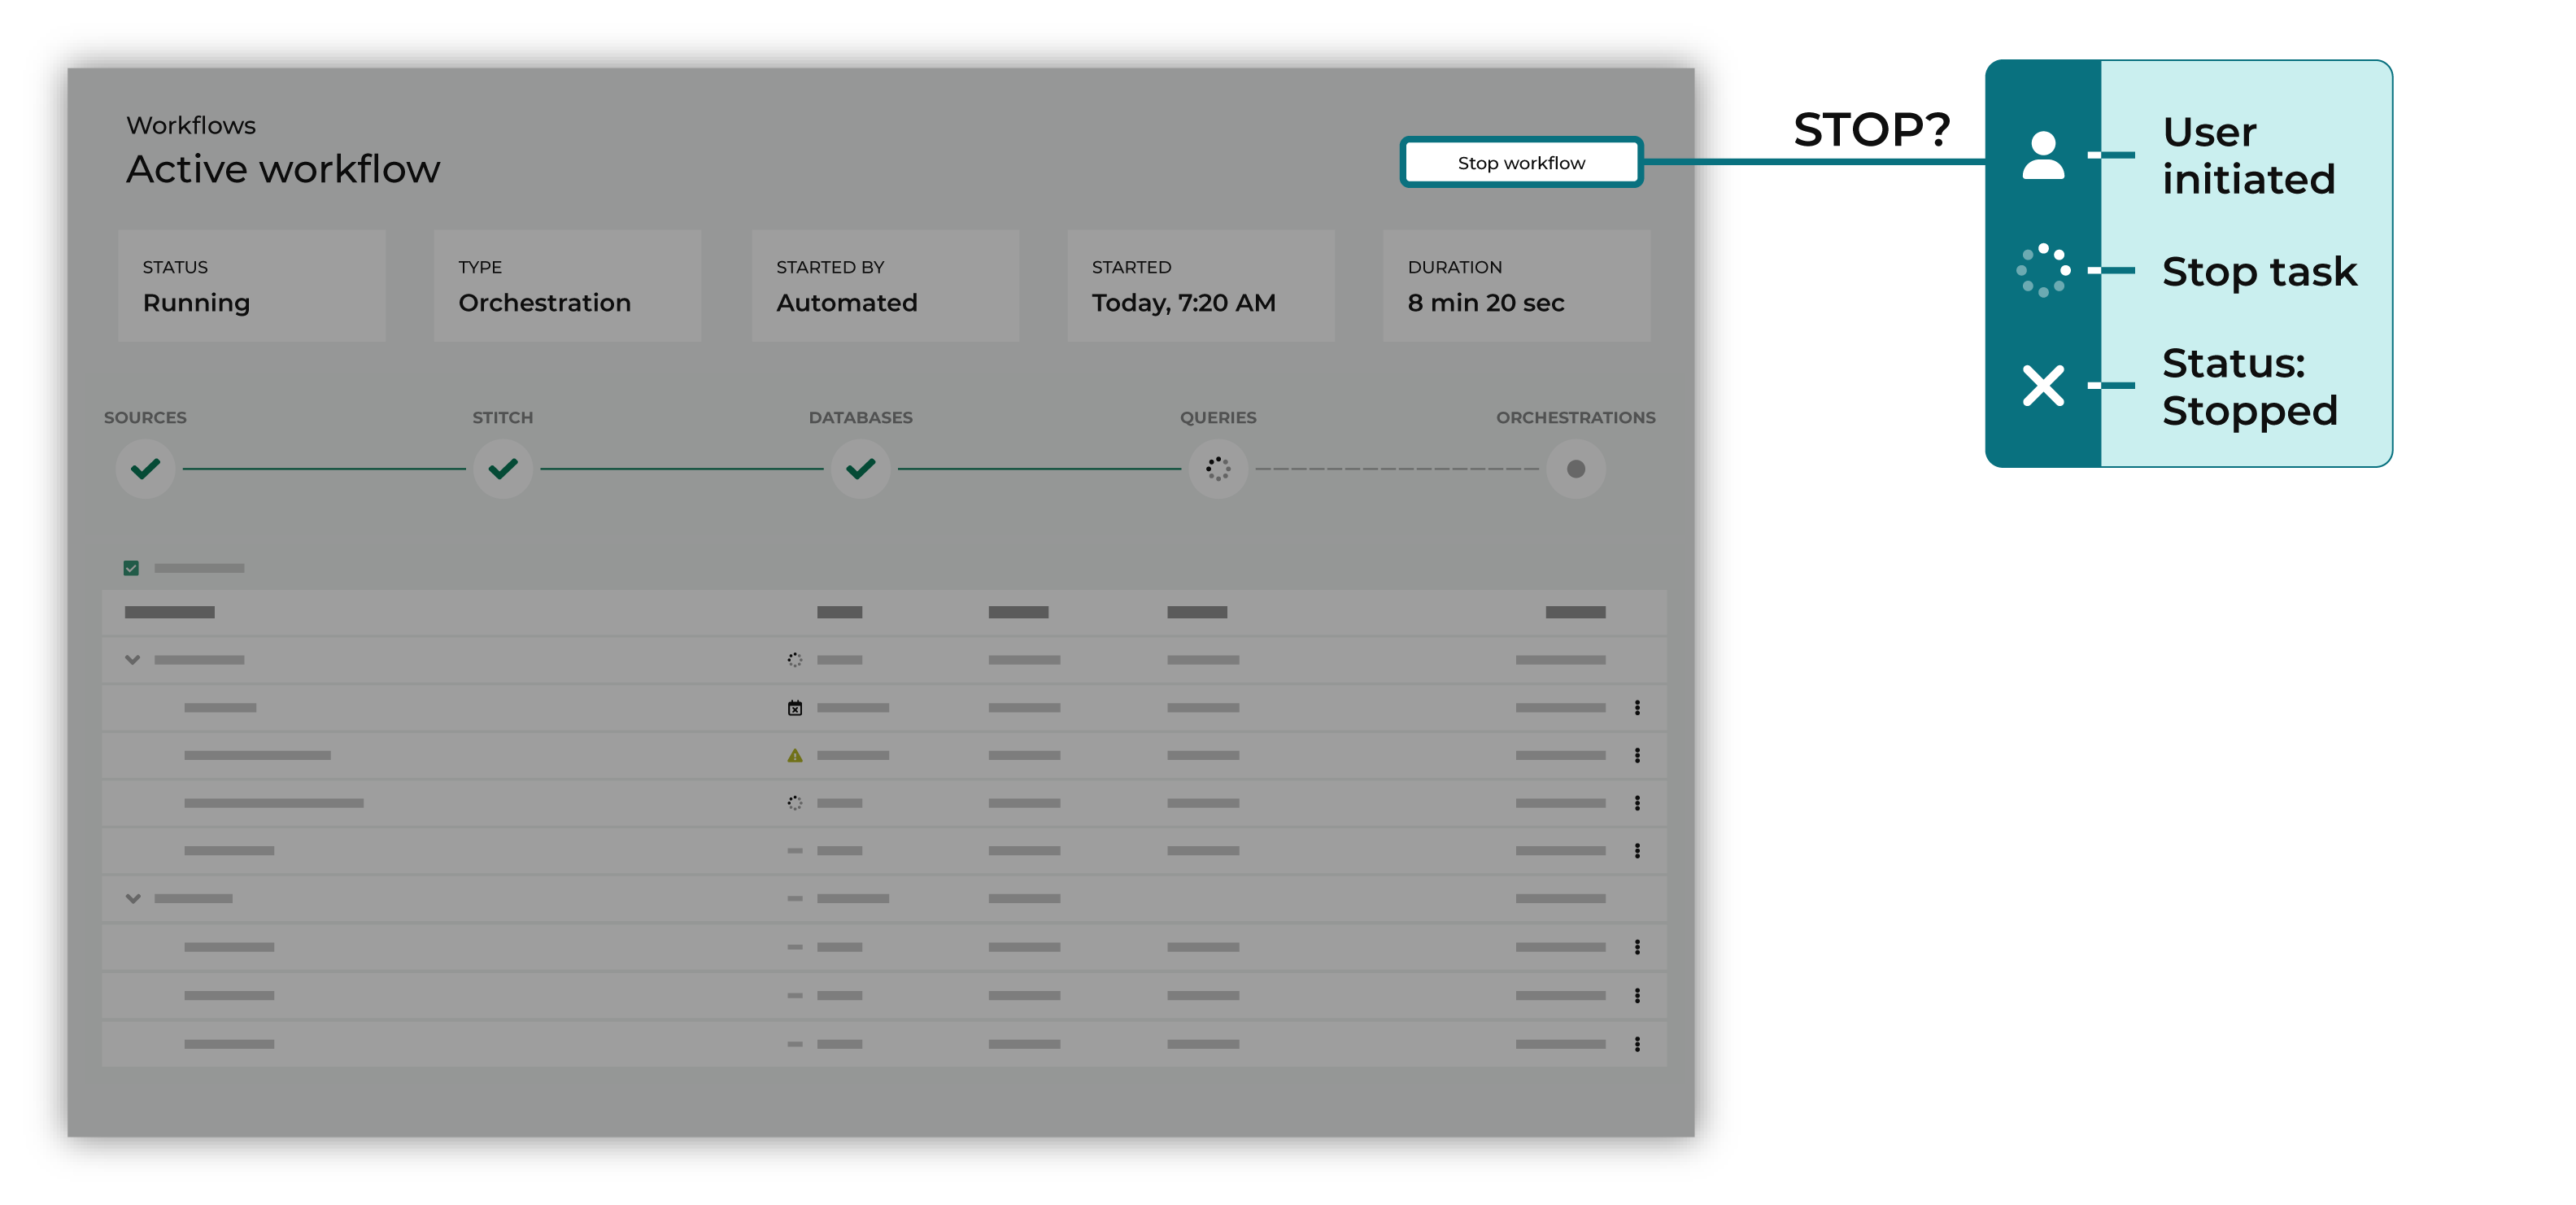 Workflows
Active workflow
Stop workflow
STOP?
User
initiated
Stop task
Status:
Stopped
STATUS
Running
TYPE
Orchestration
STARTED BY
Automated
STARTED
Today, 7:20 AM
DURATION
8 min 20 sec
SOURCES
STITCH
DATABASES
QUERIES
ORCHESTRATIONS